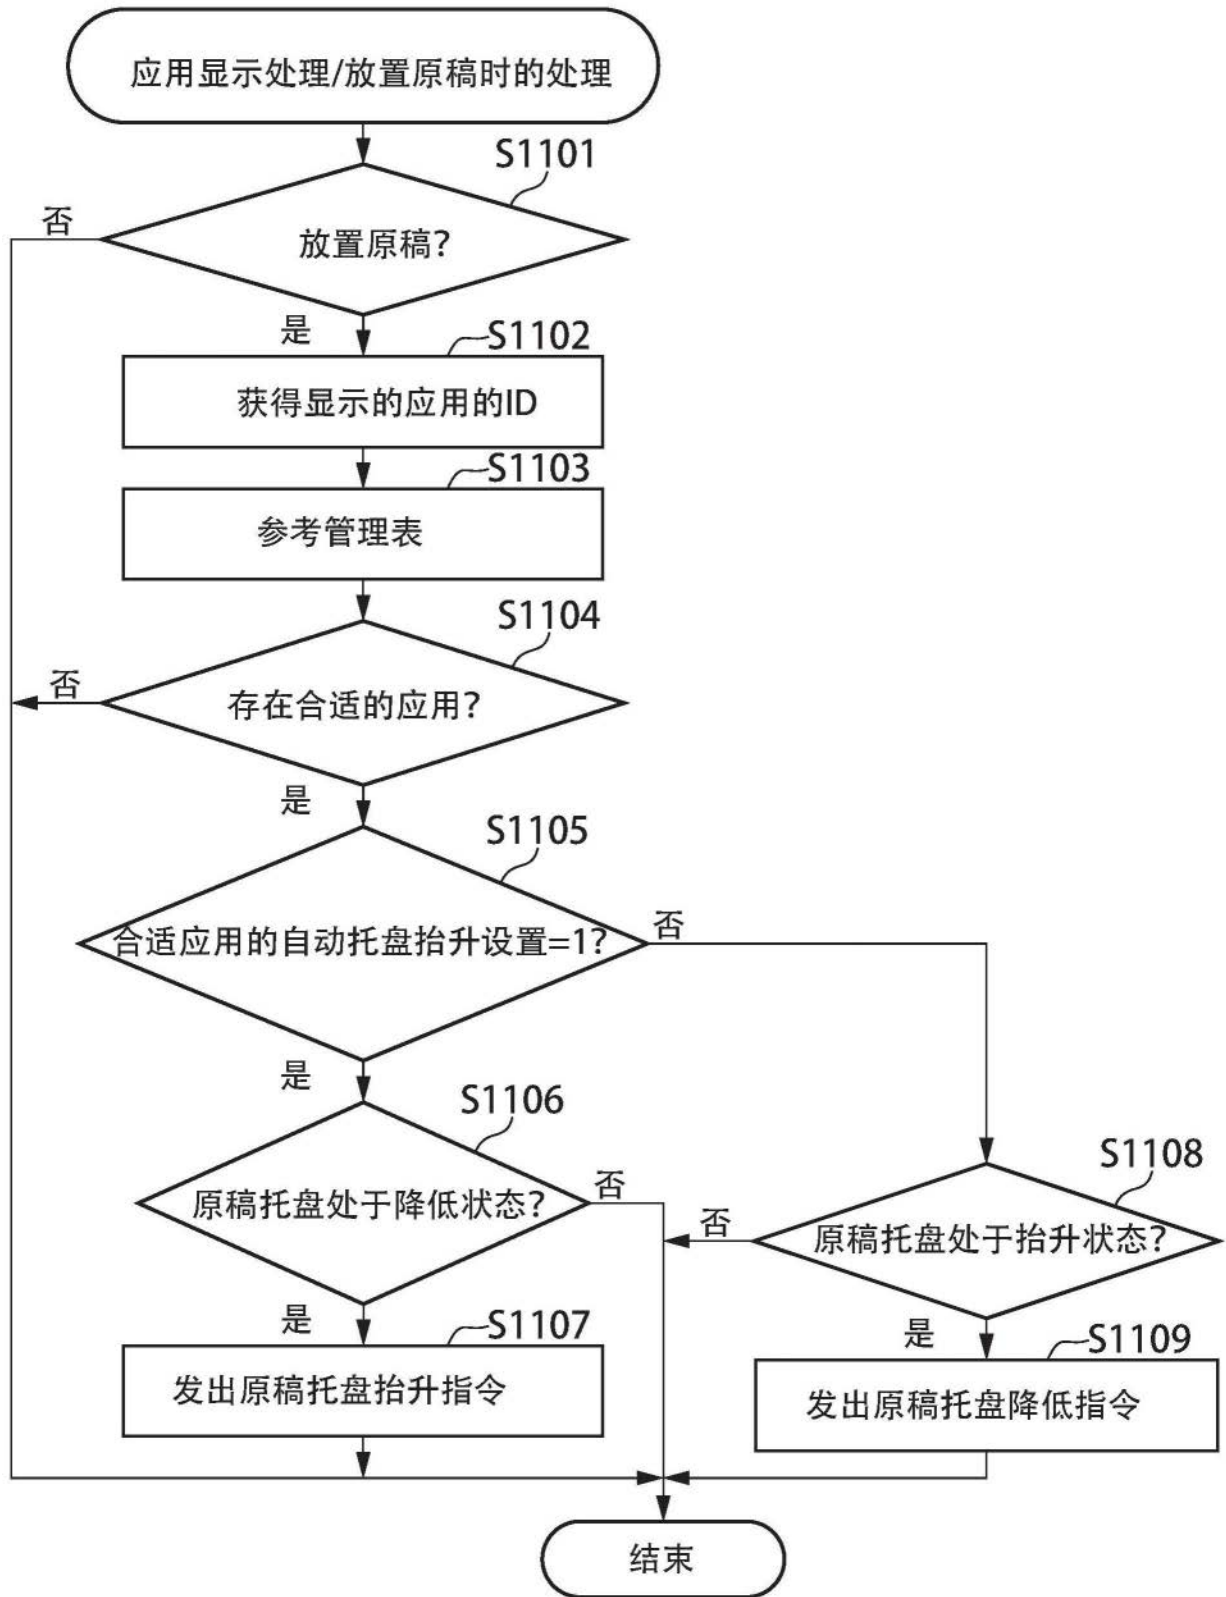 应用显示处理/放置原稿时的处理
S1101
否
放置原稿？
是
S1102
获得显示的应用的ID
S1103
参考管理表
S1104
否
存在合适的应用？
是
S1105
合适应用的自动托盘抬升设置=1？
否
是
S1106
原稿托盘处于降低状态？
否
S1108
否
原稿托盘处于抬升状态？
是
S1107
发出原稿托盘抬升指令
是
S1109
发出原稿托盘降低指令
结束